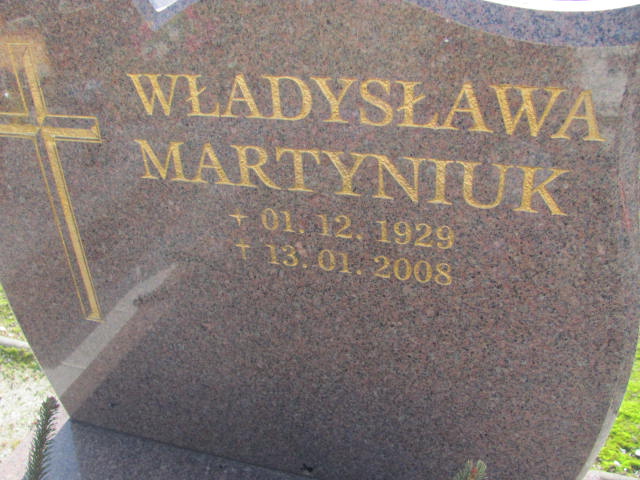 WŁADYSŁAWA
MARTYNIUK
+ 01. 12. 1929
† 13. 01. 2008